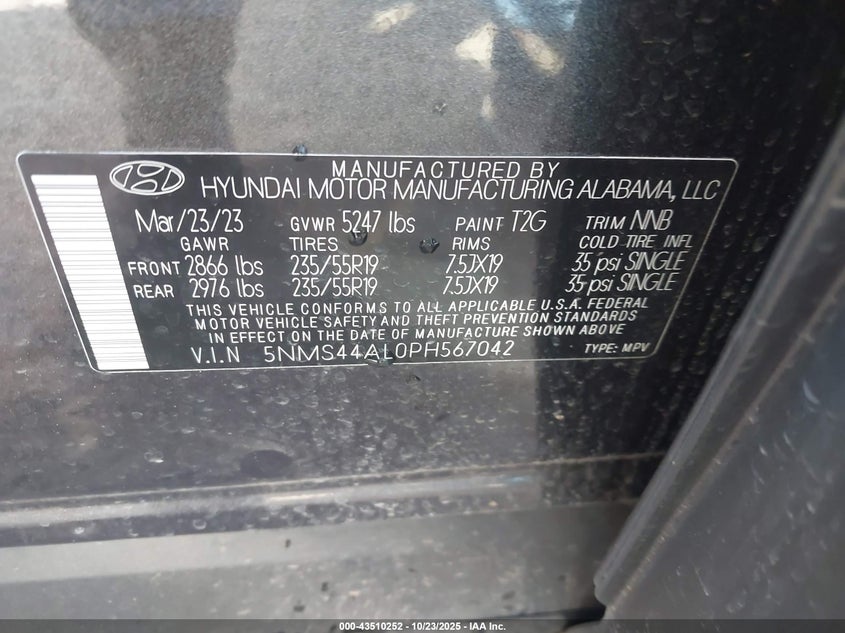 MANUFACTURED BY
HYUNDAI MOTOR MANUFACTURING ALABAMA, LLC
Mar/23/23 GVWR 5247 lbs PAINT T2G TRIM NNB
GAWR TIRES RIMS COLD TIRE INFL
FRONT 2866 lbs 235/55R19 7.5JX19 35 psi SINGLE
REAR 2976 lbs 235/55R19 7.5JX19 35 psi SINGLE
THIS VEHICLE CONFORMS TO ALL APPLICABLE U.S.A. FEDERAL
MOTOR VEHICLE SAFETY AND THEFT PREVENTION STANDARDS
IN EFFECT ON THE DATE OF MANUFACTURE SHOWN ABOVE
V.I.N 5NMS44AL0PH567042 TYPE: MPV
000-43510252 - 10/23/2025 - IAA Inc.